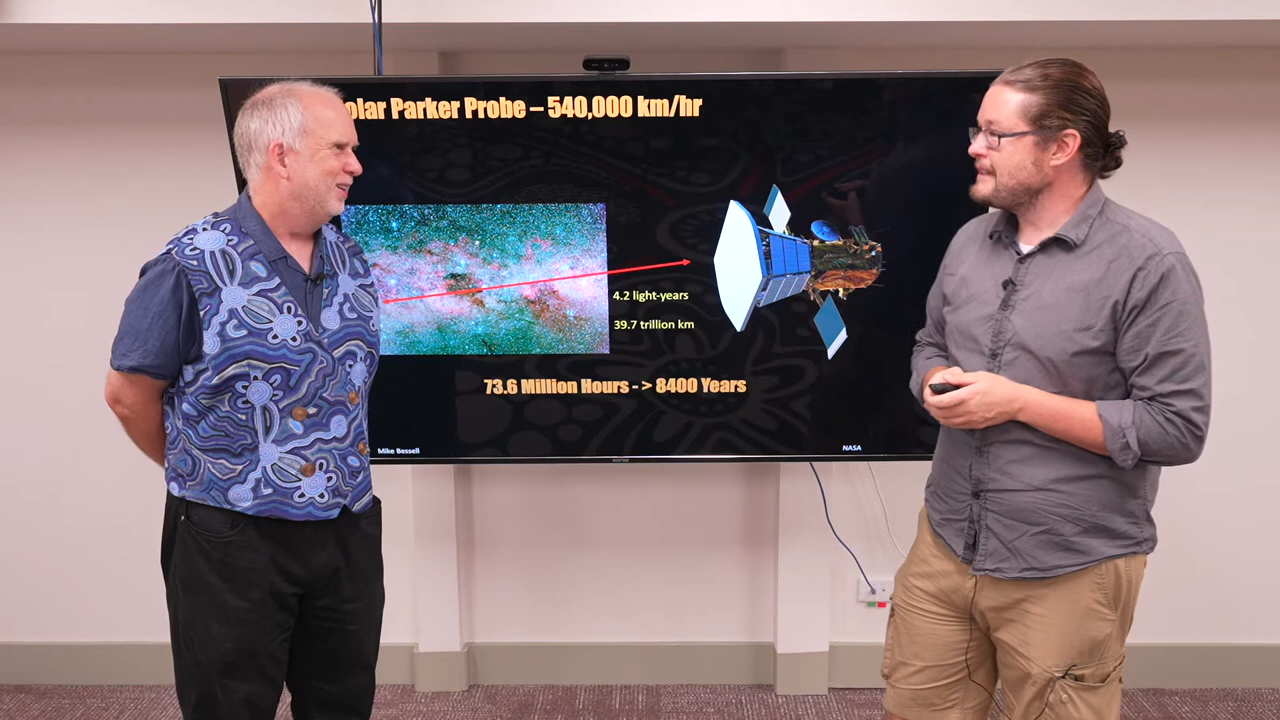 olar Parker Probe – 540,000 km/hr
4.2 light-years
39.7 trillion km
73.6 Million Hours - > 8400 Years
Mike Bessell
NASA